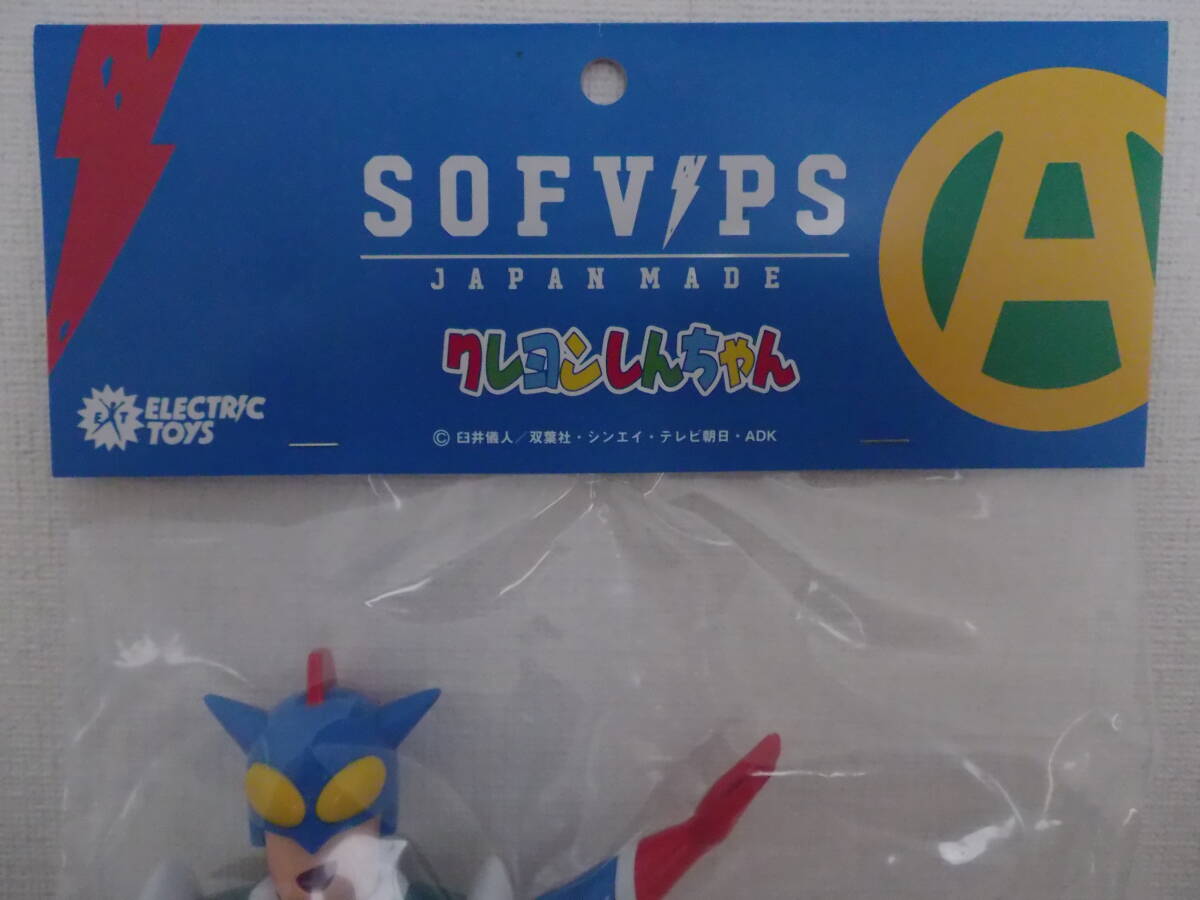 SOFVIPS
JAPAN MADE
A
クレヨンしんちゃん
EXT
ELECTRIC
TOYS
© 臼井儀人／双葉社・シンエイ・テレビ朝日・ADK